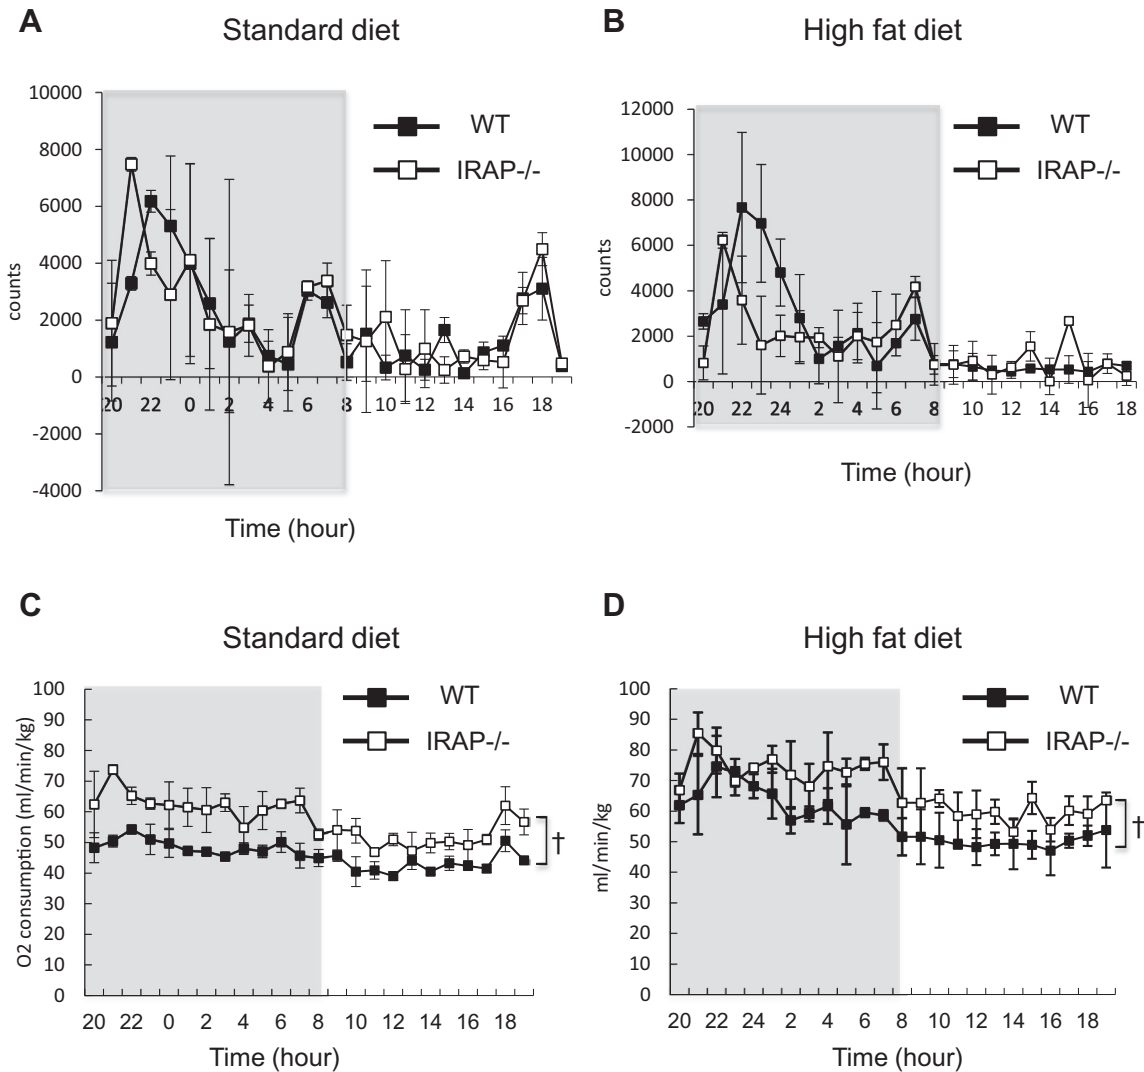 A
Standard diet
10000
8000
6000
4000
2000
0
-2000
-4000
counts
20 22 0 2 4 6 8 10 12 14 16 18
Time (hour)
WT
IRAP-/-
B
High fat diet
12000
10000
8000
6000
4000
2000
0
-2000
counts
20 22 24 2 4 6 8 10 12 14 16 18
Time (hour)
WT
IRAP-/-
C
Standard diet
100
90
80
70
60
50
40
30
20
10
0
O2 consumption (ml/min/kg)
20 22 0 2 4 6 8 10 12 14 16 18
Time (hour)
WT
IRAP-/-
†
D
High fat diet
100
90
80
70
60
50
40
30
20
10
0
ml/min/kg
20 22 24 2 4 6 8 10 12 14 16 18
Time (hour)
WT
IRAP-/-
†